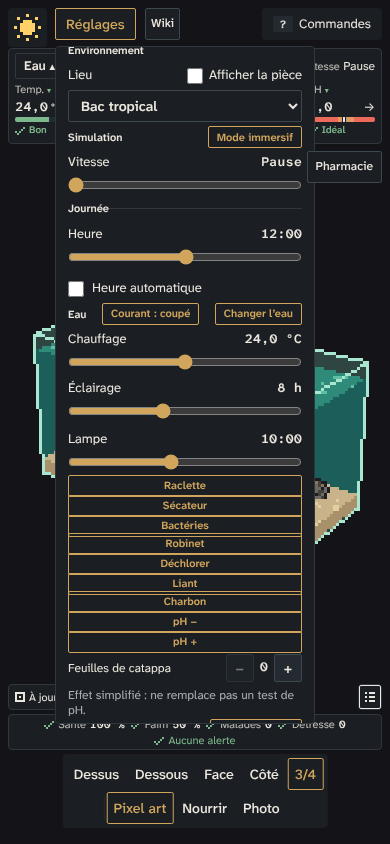 Réglages
Wiki
? Commandes
Environnement
Eau
Lieu
Afficher la pièce
tesse Pause
Temp.
Bac tropical
H
24,0°
,0 →
Bon
Idéal
Simulation
Mode immersif
Vitesse
Pause
Pharmacie
Journée
Heure
12:00
Heure automatique
Eau
Courant : coupé
Changer l'eau
Chauffage
24,0 °C
Éclairage
8 h
Lampe
10:00
Raclette
Sécateur
Bactéries
Robinet
Déchlorer
Liant
Charbon
pH −
pH +
Feuilles de catappa
− 0 +
Effet simplifié : ne remplace pas un test de
pH.
À jour
Santé 100 % Faim 50 % Malades 0 Détresse 0
Aucune alerte
Dessus Dessous Face Côté 3/4
Pixel art Nourrir Photo